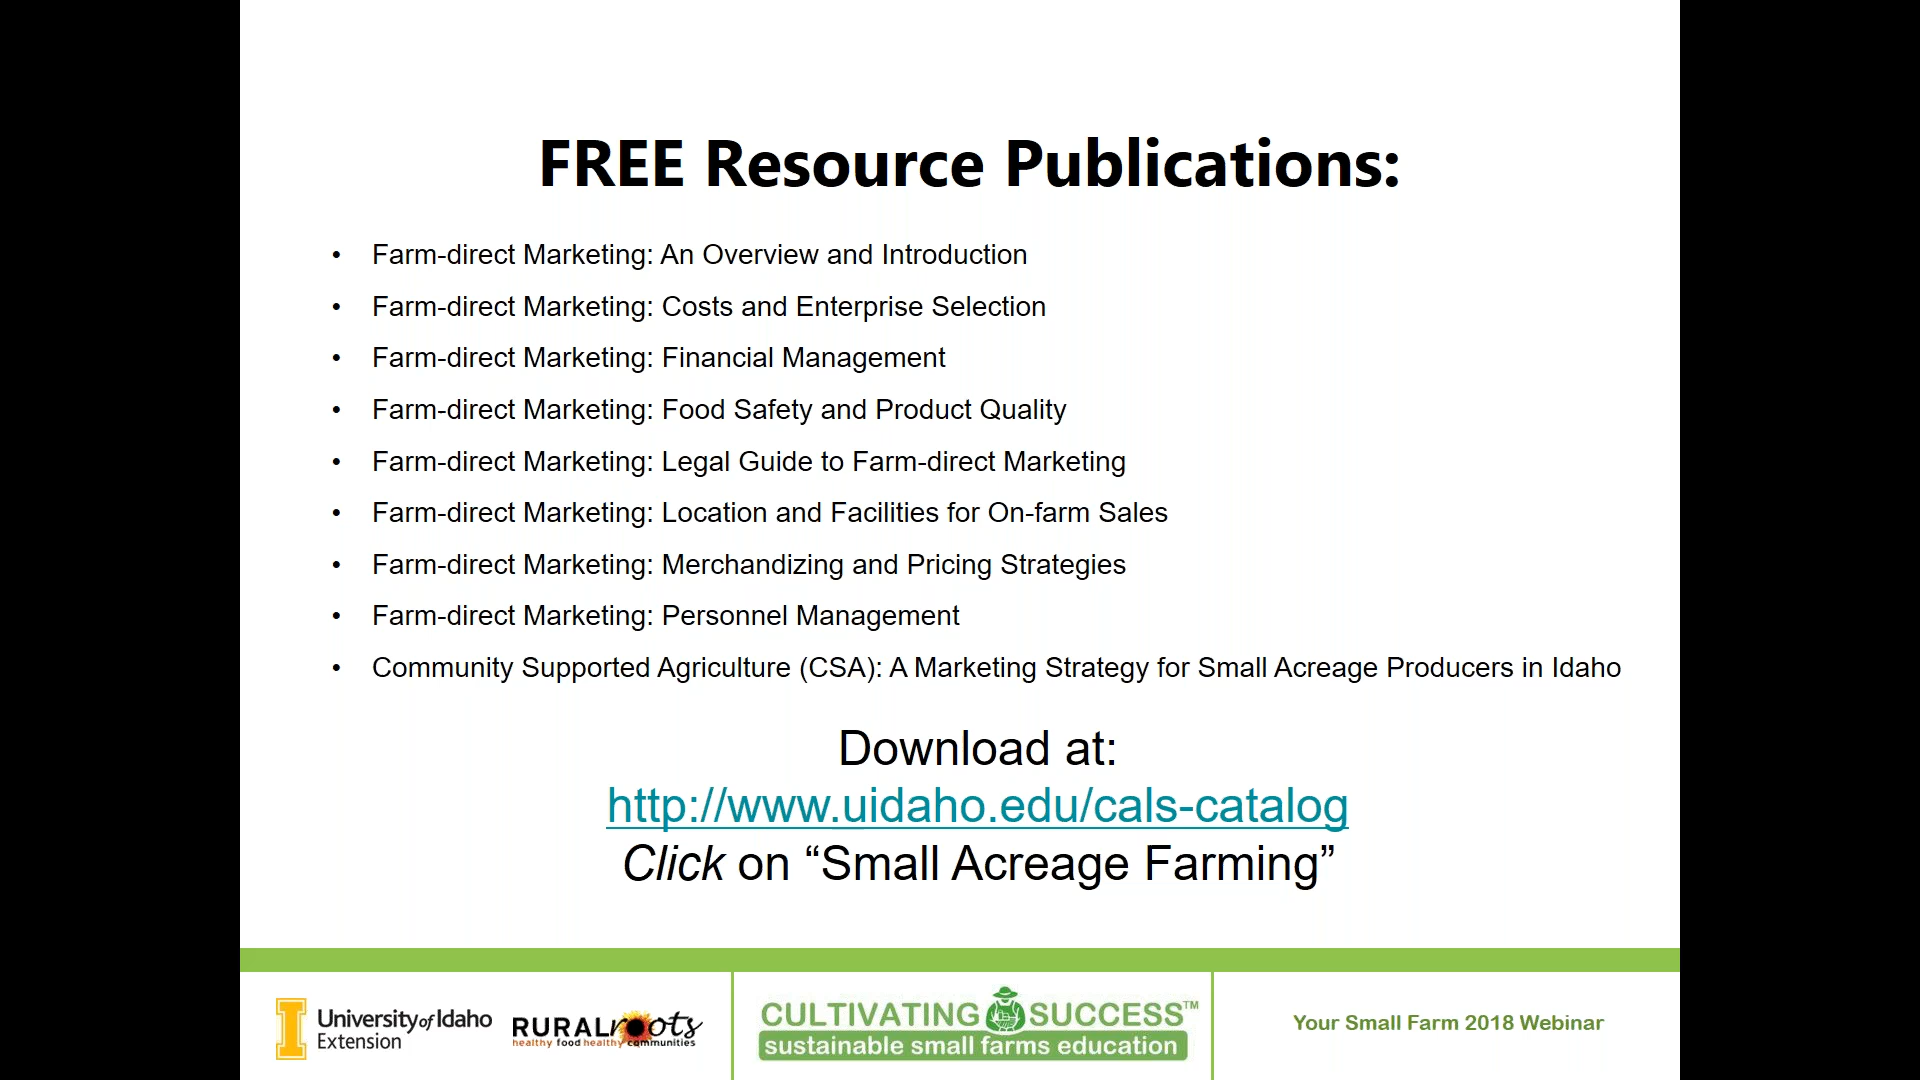 FREE Resource Publications:
• Farm-direct Marketing: An Overview and Introduction
• Farm-direct Marketing: Costs and Enterprise Selection
• Farm-direct Marketing: Financial Management
• Farm-direct Marketing: Food Safety and Product Quality
• Farm-direct Marketing: Legal Guide to Farm-direct Marketing
• Farm-direct Marketing: Location and Facilities for On-farm Sales
• Farm-direct Marketing: Merchandizing and Pricing Strategies
• Farm-direct Marketing: Personnel Management
• Community Supported Agriculture (CSA): A Marketing Strategy for Small Acreage Producers in Idaho
Download at:
http://www.uidaho.edu/cals-catalog
Click on “Small Acreage Farming”
I
University of Idaho
Extension
RURALroots
healthy food healthy communities
CULTIVATING SUCCESS™
sustainable small farms education
Your Small Farm 2018 Webinar